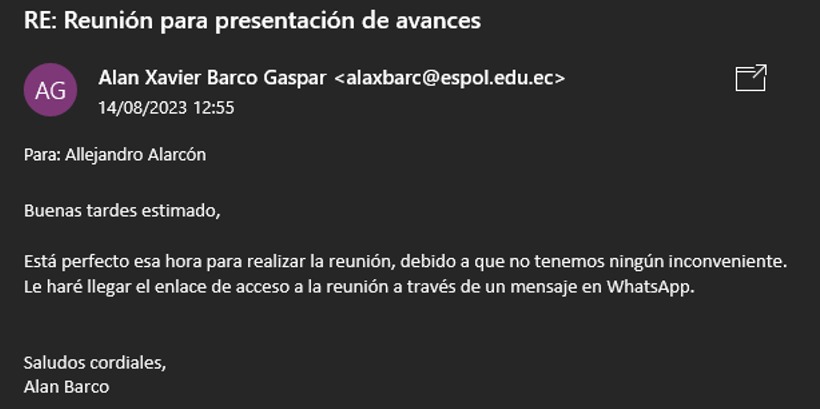 RE: Reunión para presentación de avances
AG
Alan Xavier Barco Gaspar <alaxbarc@espol.edu.ec>
14/08/2023 12:55
Para: Allejandro Alarcón
Buenas tardes estimado,
Está perfecto esa hora para realizar la reunión, debido a que no tenemos ningún inconveniente.
Le haré llegar el enlace de acceso a la reunión a través de un mensaje en WhatsApp.
Saludos cordiales,
Alan Barco